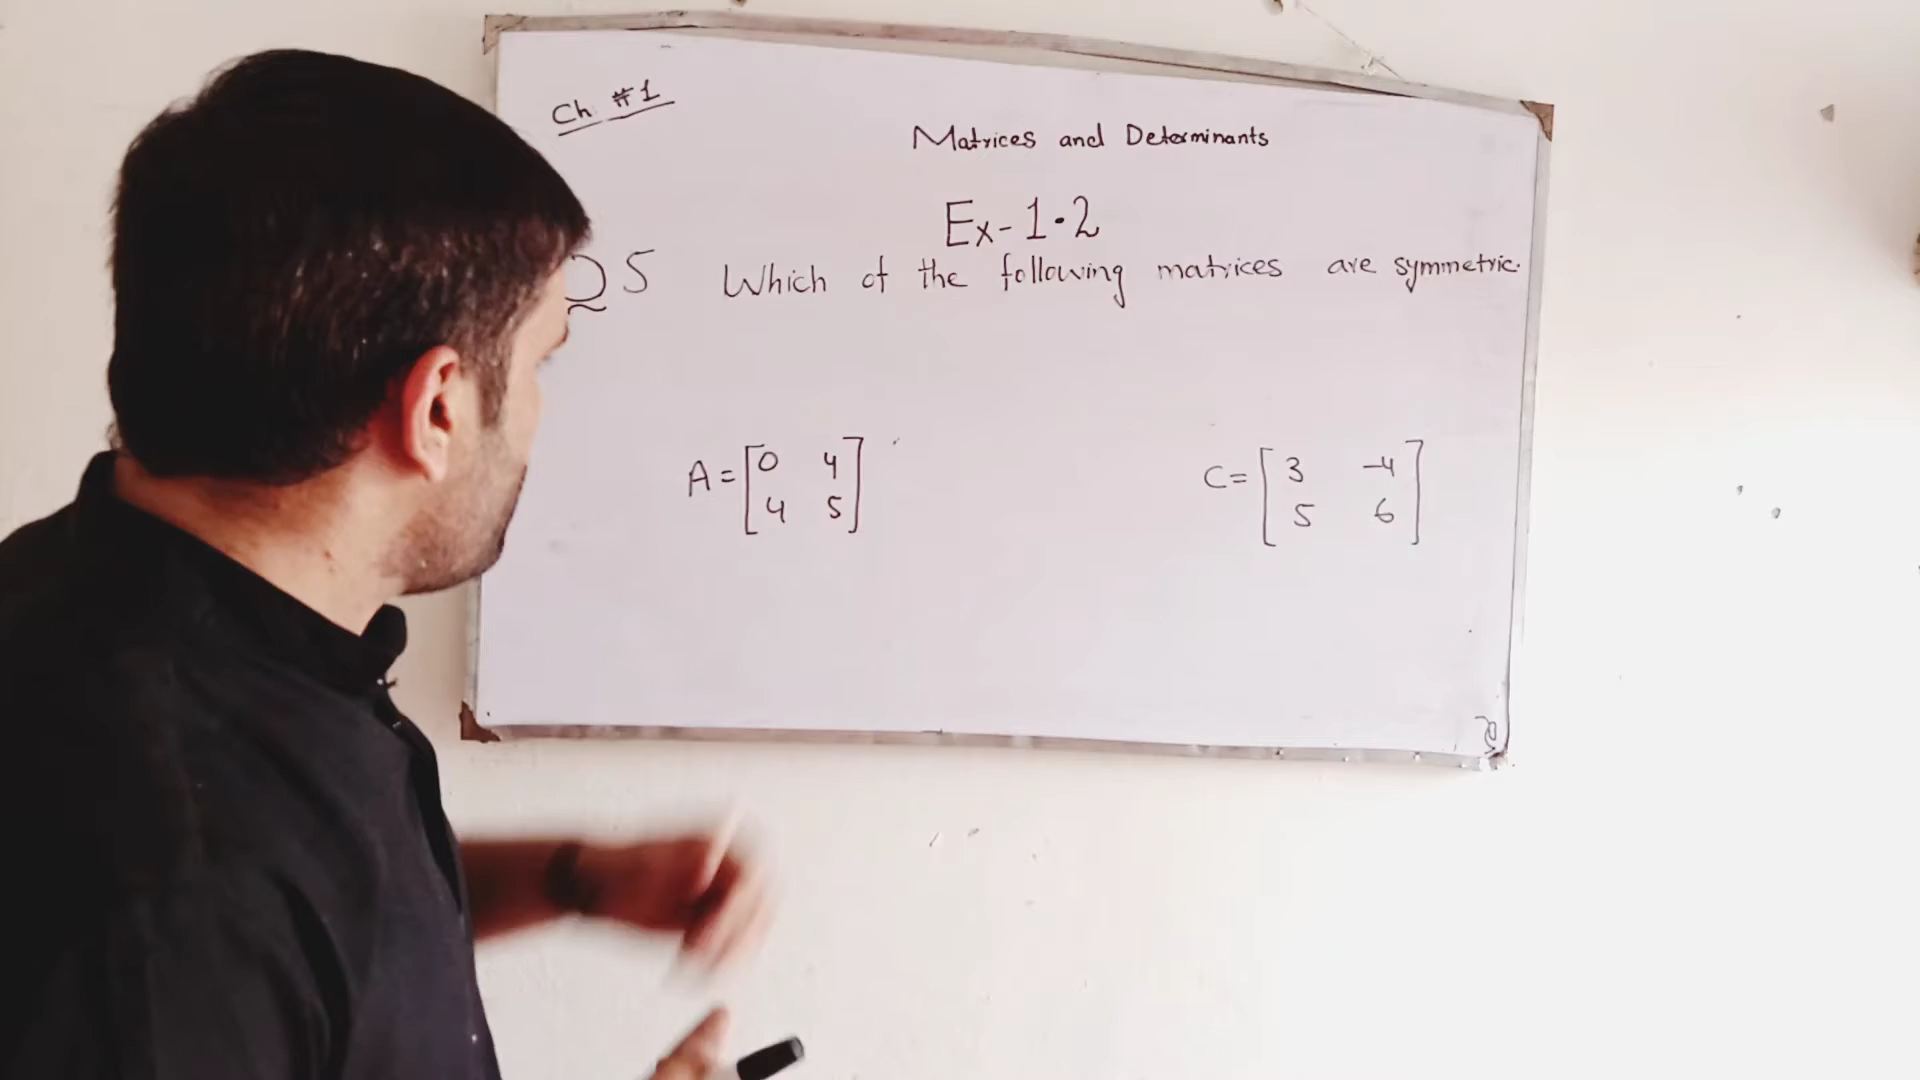 Ch #1
Matrices and Determinants
Ex-1.2
Q5 Which of the following matrices are symmetric.
A = [0 4
4 5]
C = [3 -4
5 6]